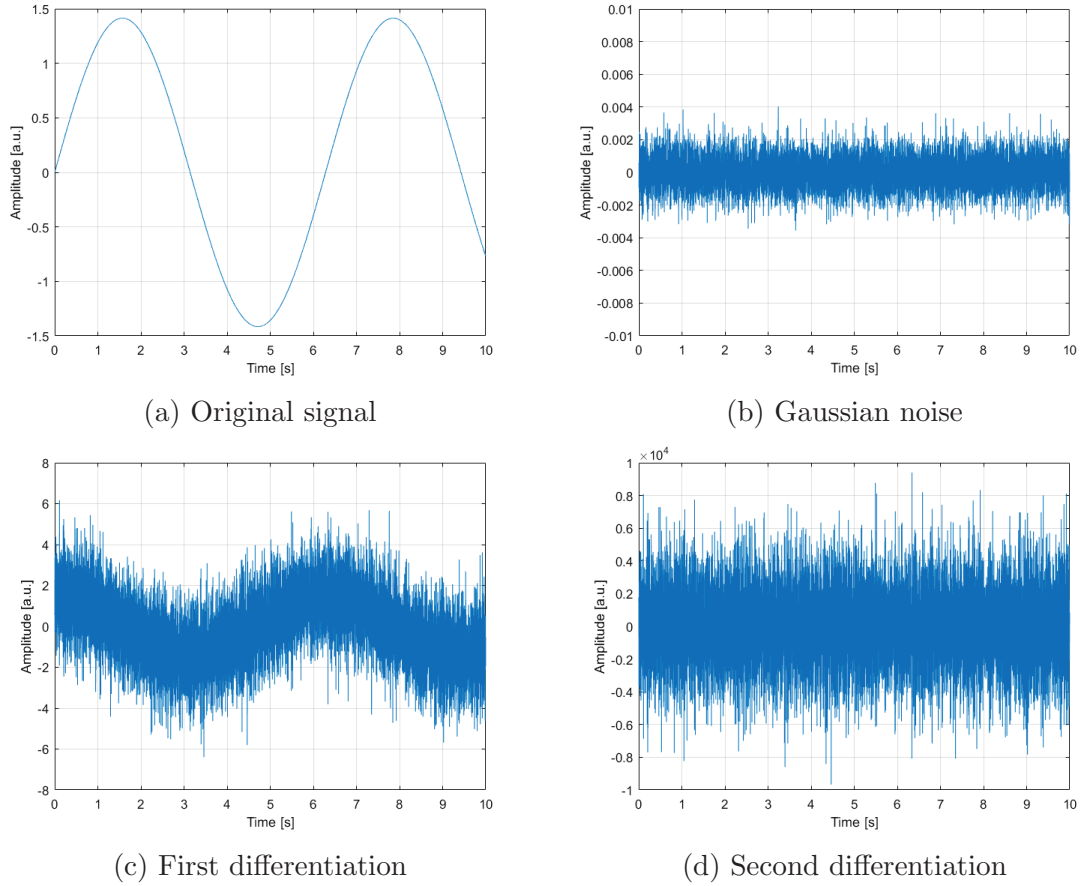 1.5
1
0.5
0
-0.5
-1
-1.5
Amplitude [a.u.]
0 1 2 3 4 5 6 7 8 9 10
Time [s]
(a) Original signal
0.01
0.008
0.006
0.004
0.002
0
-0.002
-0.004
-0.006
-0.008
-0.01
Amplitude [a.u.]
0 1 2 3 4 5 6 7 8 9 10
Time [s]
(b) Gaussian noise
8
6
4
2
0
-2
-4
-6
-8
Amplitude [a.u.]
0 1 2 3 4 5 6 7 8 9 10
Time [s]
(c) First differentiation
×10⁴
1
0.8
0.6
0.4
0.2
0
-0.2
-0.4
-0.6
-0.8
-1
Amplitude [a.u.]
0 1 2 3 4 5 6 7 8 9 10
Time [s]
(d) Second differentiation